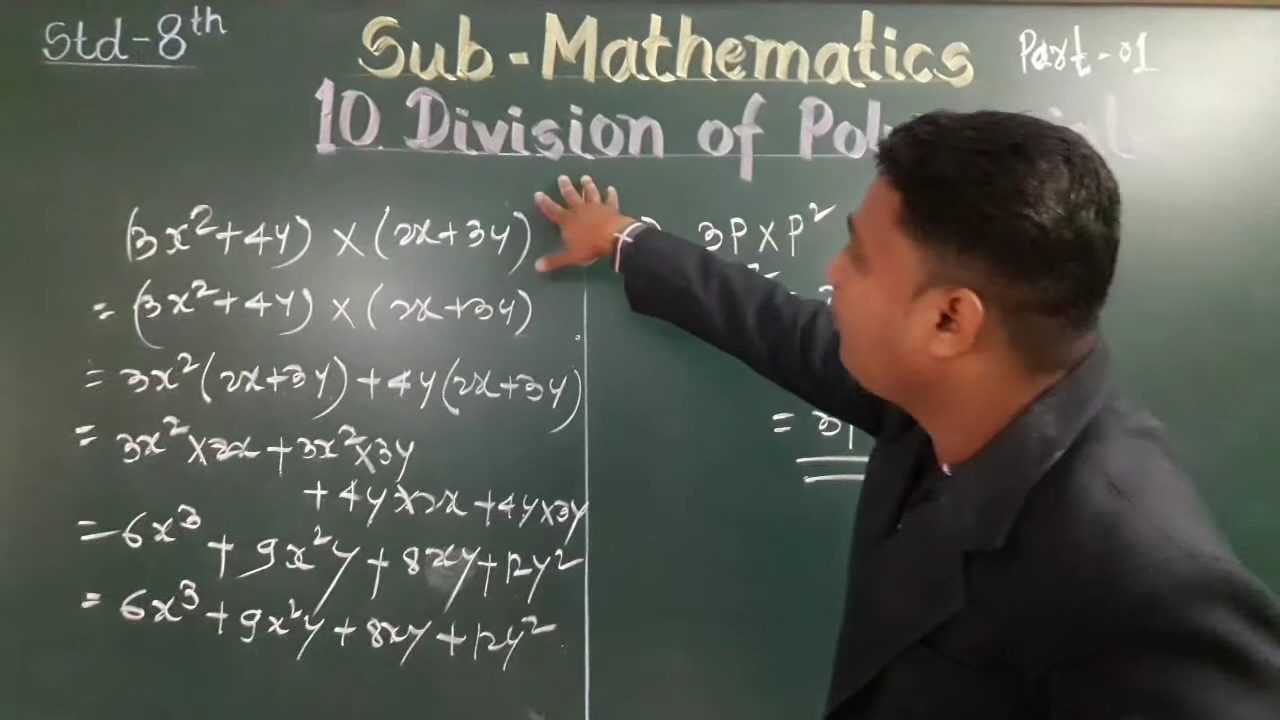 Std-8th
Sub-Mathematics
Part-01
10. Division of
(3x²+4y) × (2x+3y)
= (3x²+4y) × (2x+3y)
= 3x²(2x+3y)+4y(2x+3y)
= 3x²×2x+3x²×3y
+4y×2x+4y×3y
= 6x³+9x²y+8xy+12y²
= 6x³+9x²y+8xy+12y²
3P×P²